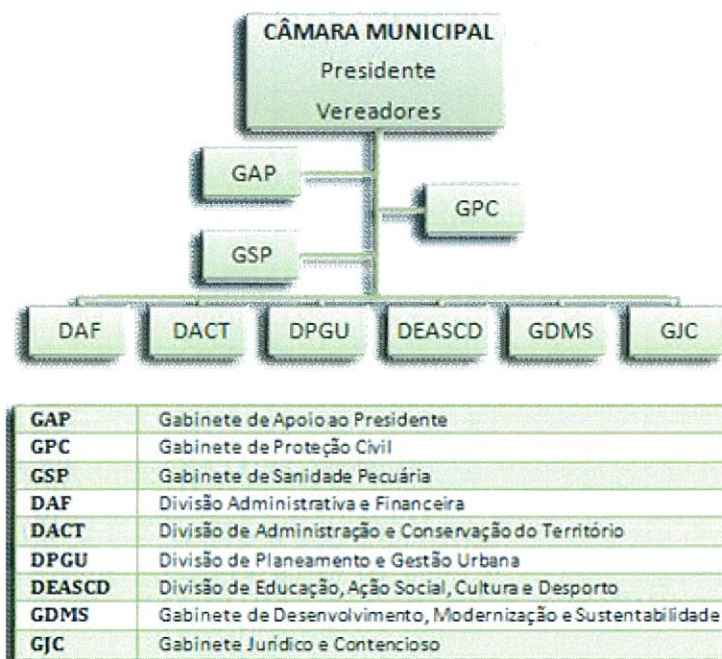 CÂMARA MUNICIPAL
Presidente
Vereadores
GAP
GPC
GSP
DAF DACT DPGU DEASCD GDMS GJC
GAP Gabinete de Apoio ao Presidente
GPC Gabinete de Proteção Civil
GSP Gabinete de Sanidade Pecuária
DAF Divisão Administrativa e Financeira
DACT Divisão de Administração e Conservação do Território
DPGU Divisão de Planeamento e Gestão Urbana
DEASCD Divisão de Educação, Ação Social, Cultura e Desporto
GDMS Gabinete de Desenvolvimento, Modernização e Sustentabilidade
GJC Gabinete Jurídico e Contencioso